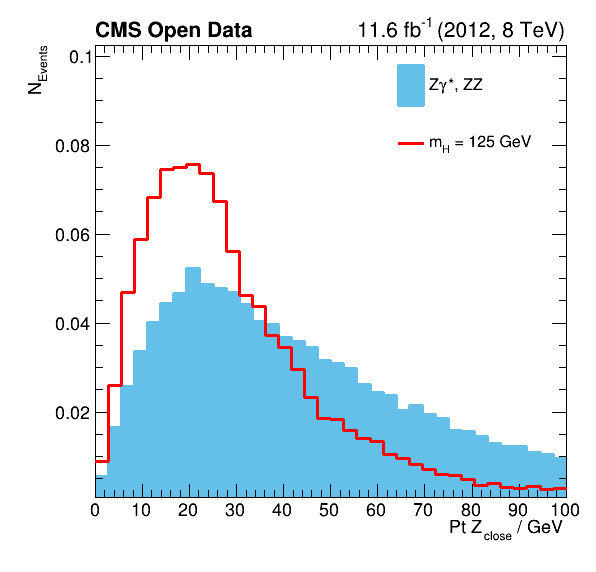 CMS Open Data 11.6 fb⁻¹ (2012, 8 TeV)
N_Events
0.1
0.08
0.06
0.04
0.02
Zγ*, ZZ
m_H = 125 GeV
0 10 20 30 40 50 60 70 80 90 100
Pt Z_close / GeV